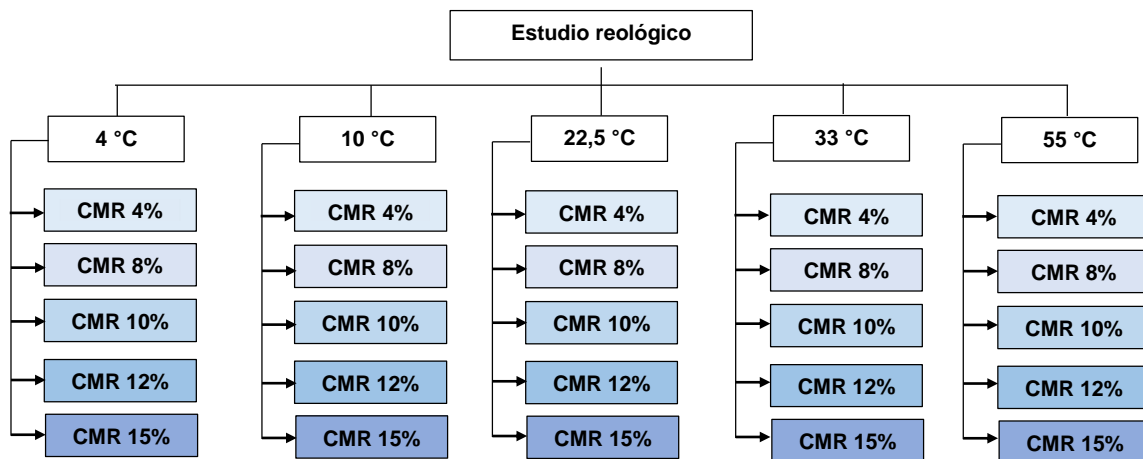 Estudio reológico
4 °C
CMR 4%
CMR 8%
CMR 10%
CMR 12%
CMR 15%
10 °C
CMR 4%
CMR 8%
CMR 10%
CMR 12%
CMR 15%
22,5 °C
CMR 4%
CMR 8%
CMR 10%
CMR 12%
CMR 15%
33 °C
CMR 4%
CMR 8%
CMR 10%
CMR 12%
CMR 15%
55 °C
CMR 4%
CMR 8%
CMR 10%
CMR 12%
CMR 15%